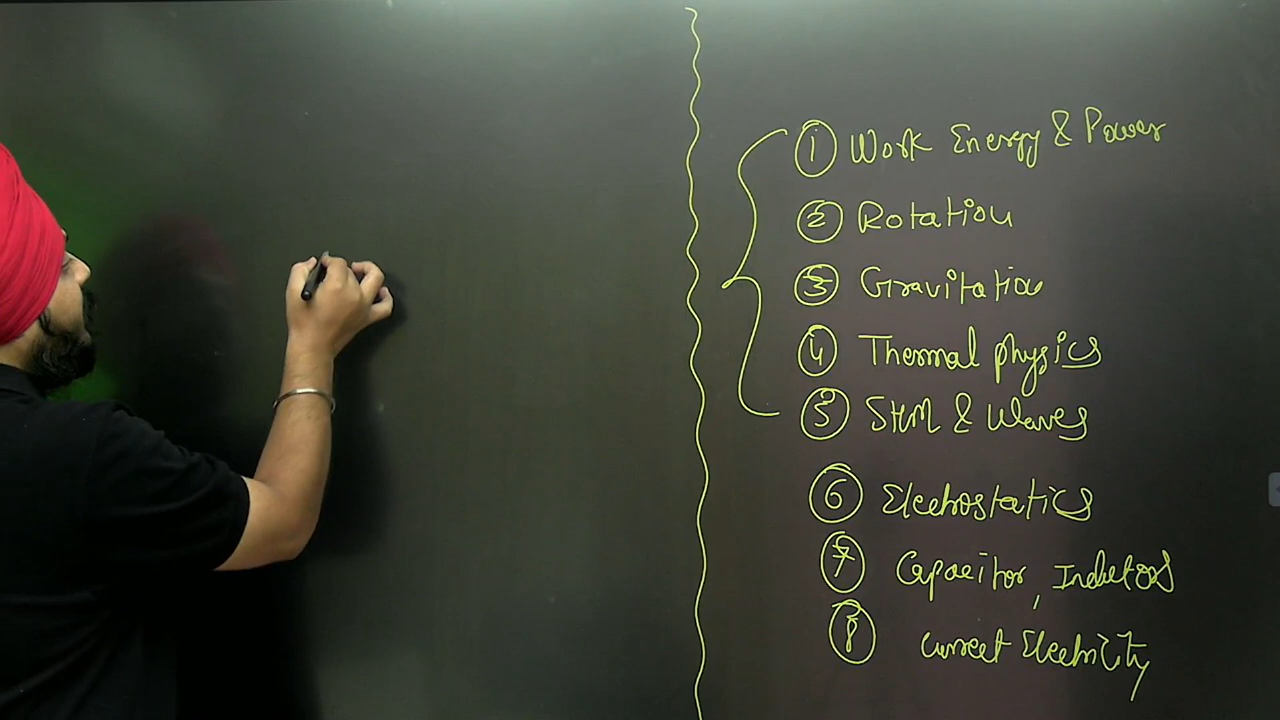 ① Work Energy & Power
② Rotation
③ Gravitation
④ Thermal physics
⑤ SHM & Waves
⑥ Electrostatics
⑦ Capacitor, Inductors
⑧ Current Electricity